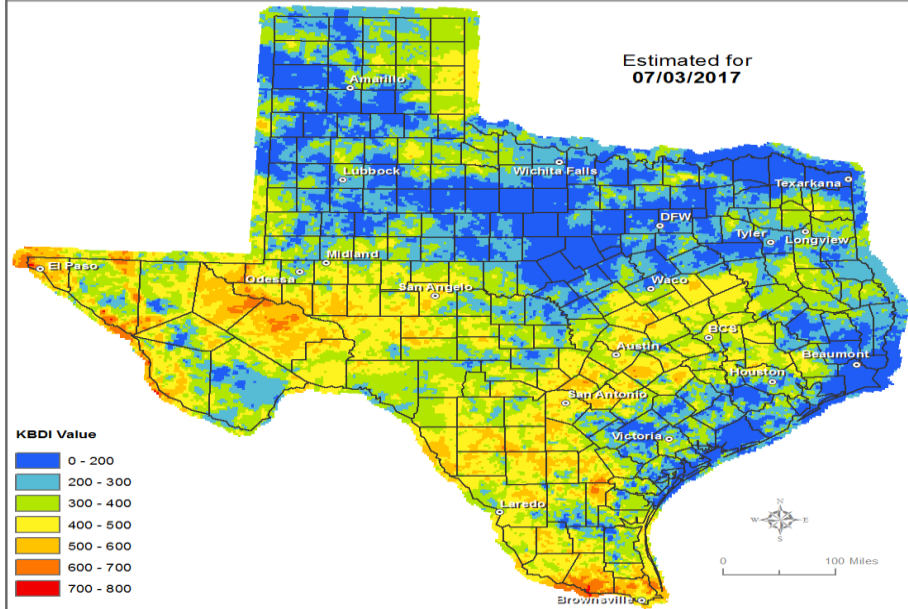 Estimated for
07/03/2017
Amarillo
Lubbock
Wichita Falls
Texarkana
DFW
Tyler
Longview
El Paso
Midland
Odessa
San Angelo
Waco
BCS
Austin
Beaumont
Houston
San Antonio
Victoria
Laredo
Brownsville
KBDI Value
0 - 200
200 - 300
300 - 400
400 - 500
500 - 600
600 - 700
700 - 800
N
W E
S
0 100 Miles